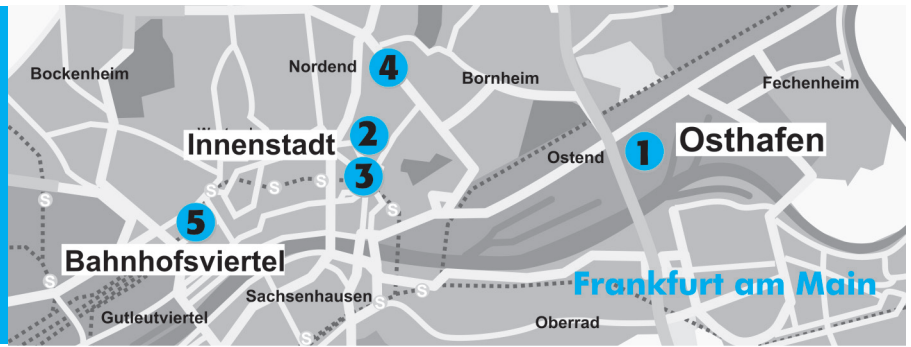 Bockenheim
Nordend
4
Bornheim
Fechenheim
Innenstadt
2
3
Ostend
1
Osthafen
5
Bahnhofsviertel
S
S
S
S
S
S
S
S
Sachsenhausen
Gutleutviertel
Oberrad
Frankfurt am Main